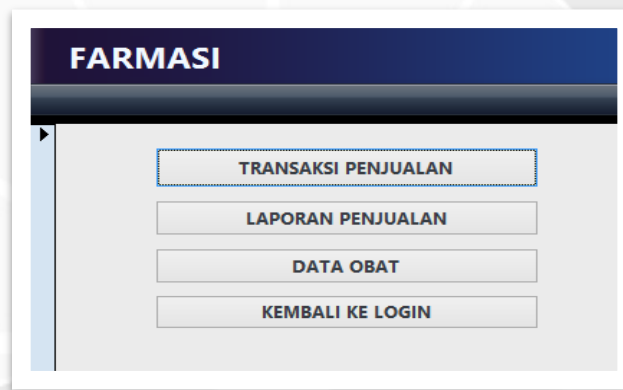 FARMASI
TRANSAKSI PENJUALAN
LAPORAN PENJUALAN
DATA OBAT
KEMBALI KE LOGIN